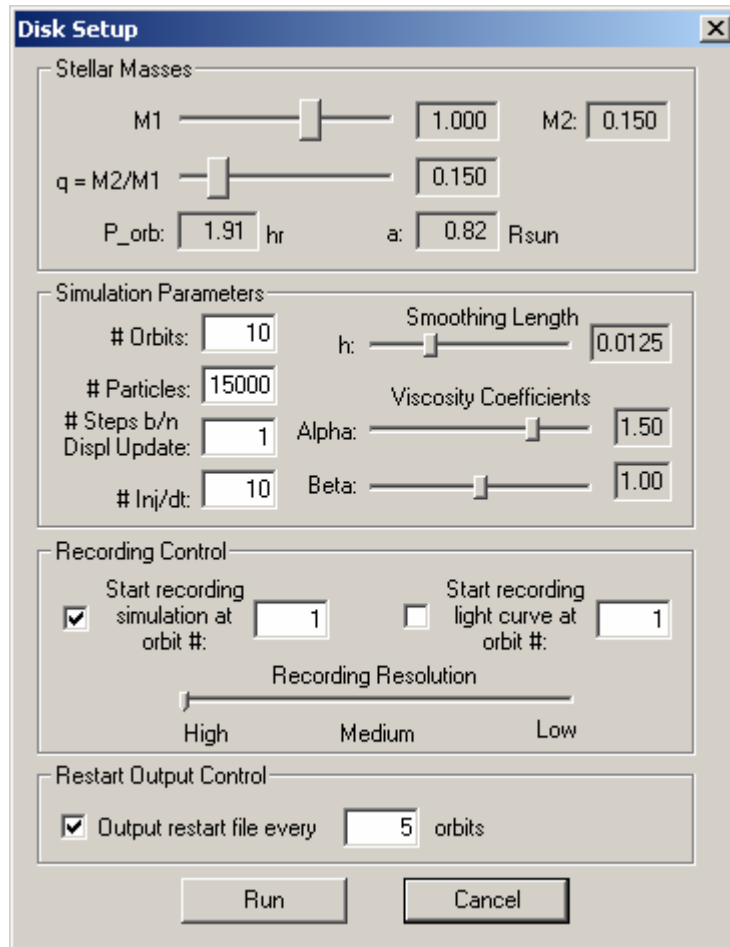 Disk Setup
Stellar Masses
M1 1.000 M2: 0.150
q = M2/M1 0.150
P_orb: 1.91 hr a: 0.82 Rsun
Simulation Parameters
# Orbits: 10
# Particles: 15000
# Steps b/n
Displ Update: 1
# Inj/dt: 10
Smoothing Length
h: 0.0125
Viscosity Coefficients
Alpha: 1.50
Beta: 1.00
Recording Control
Start recording
simulation at
orbit #: 1
Start recording
light curve at
orbit #: 1
Recording Resolution
High Medium Low
Restart Output Control
Output restart file every 5 orbits
Run Cancel